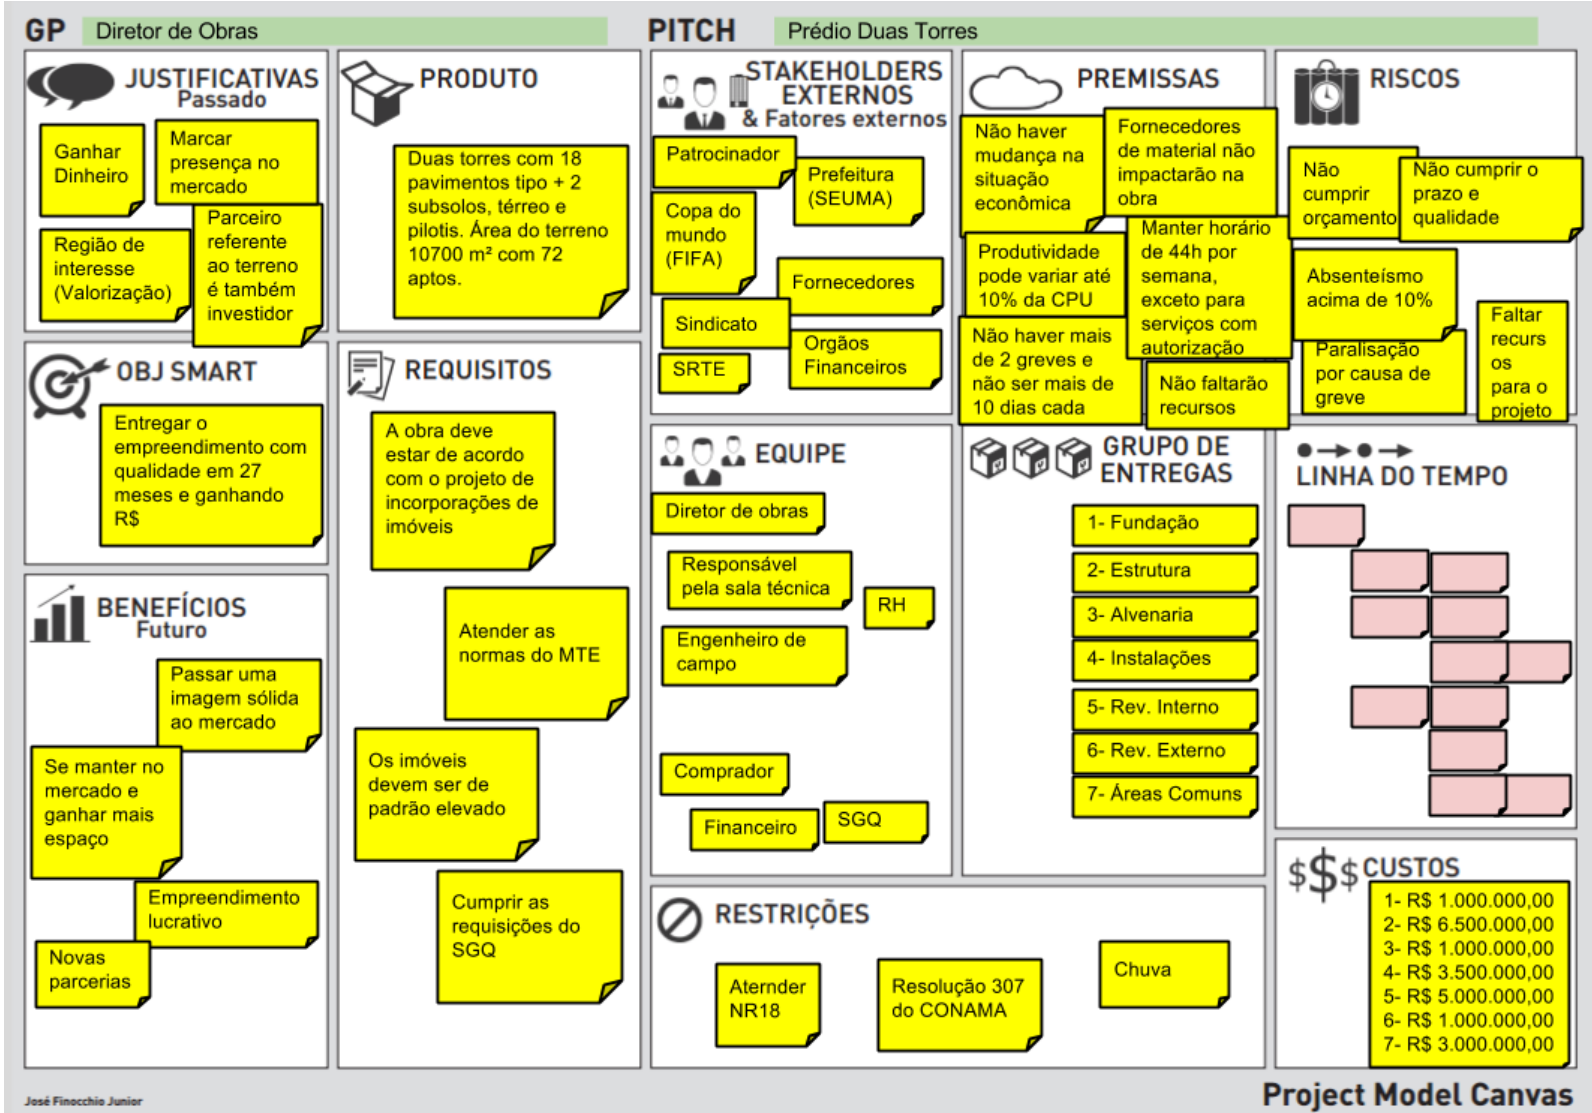 GP
Diretor de Obras
PITCH
Prédio Duas Torres
JUSTIFICATIVAS
Passado
Ganhar
Dinheiro
Marcar
presença no
mercado
Região de
interesse
(Valorização)
Parceiro
referente
ao terreno
é também
investidor
OBJ SMART
Entregar o
empreendimento com
qualidade em 27
meses e ganhando
R$
BENEFÍCIOS
Futuro
Passar uma
imagem sólida
ao mercado
Se manter no
mercado e
ganhar mais
espaço
Empreendimento
lucrativo
Novas
parcerias
PRODUTO
Duas torres com 18
pavimentos tipo + 2
subsolos, térreo e
pilotis. Área do terreno
10700 m² com 72
aptos.
REQUISITOS
A obra deve
estar de acordo
com o projeto de
incorporações de
imóveis
Atender as
normas do MTE
Os imóveis
devem ser de
padrão elevado
Cumprir as
requisições do
SGQ
STAKEHOLDERS
EXTERNOS
& Fatores externos
Patrocinador
Prefeitura
(SEUMA)
Copa do
mundo
(FIFA)
Fornecedores
Sindicato
Orgãos
Financeiros
SRTE
EQUIPE
Diretor de obras
Responsável
pela sala técnica
RH
Engenheiro de
campo
Comprador
Financeiro
SGQ
PREMISSAS
Não haver
mudança na
situação
econômica
Fornecedores
de material não
impactarão na
obra
Produtividade
pode variar até
10% da CPU
Manter horário
de 44h por
semana,
exceto para
serviços com
autorização
Não haver mais
de 2 greves e
não ser mais de
10 dias cada
Não faltarão
recursos
GRUPO DE
ENTREGAS
1- Fundação
2- Estrutura
3- Alvenaria
4- Instalações
5- Rev. Interno
6- Rev. Externo
7- Áreas Comuns
RISCOS
Não
cumprir
orçamento
Não cumprir o
prazo e
qualidade
Absenteísmo
acima de 10%
Paralisação
por causa de
greve
Faltar
recurs
os
para o
projeto
LINHA DO TEMPO
RESTRIÇÕES
Aternder
NR18
Resolução 307
do CONAMA
Chuva
$$$ CUSTOS
1- R$ 1.000.000,00
2- R$ 6.500.000,00
3- R$ 1.000.000,00
4- R$ 3.500.000,00
5- R$ 5.000.000,00
6- R$ 1.000.000,00
7- R$ 3.000.000,00
José Finocchio Junior
Project Model Canvas